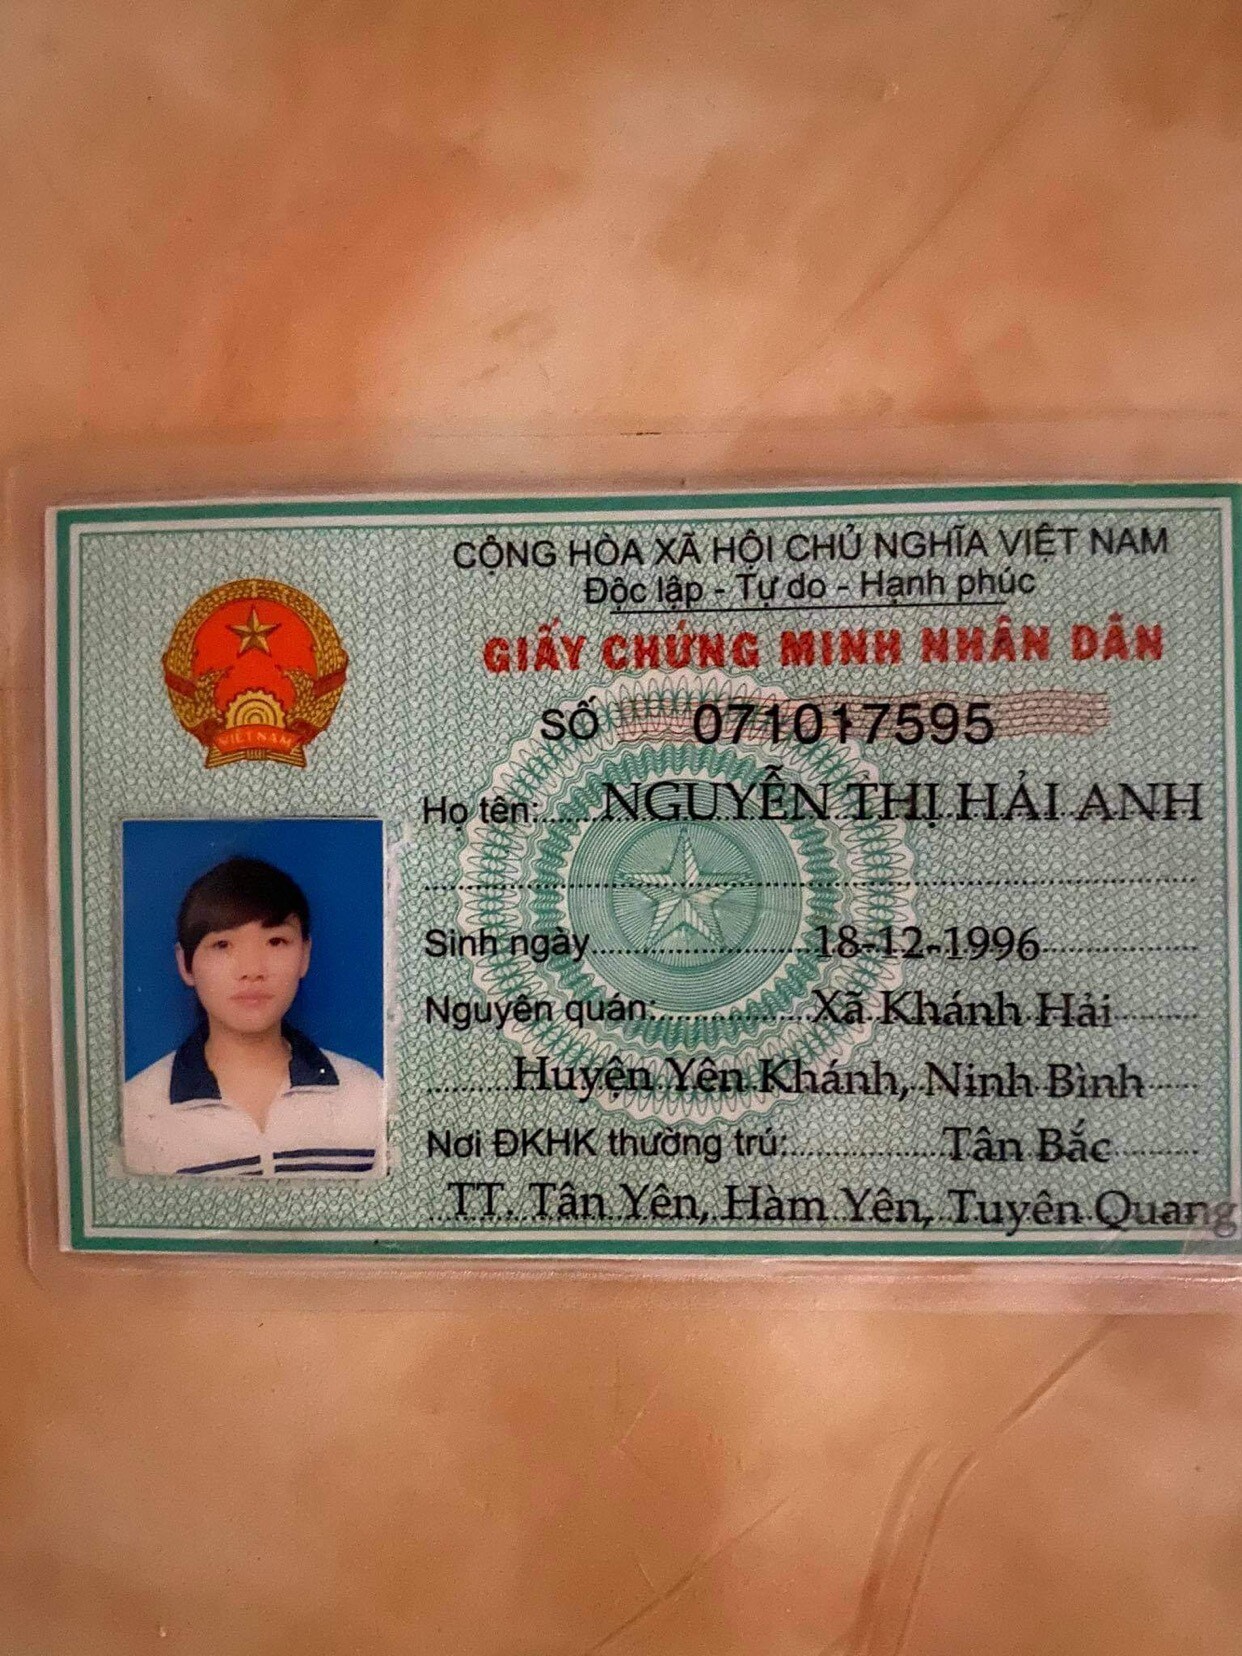 CỘNG HÒA XÃ HỘI CHỦ NGHĨA VIỆT NAM
Độc lập - Tự do - Hạnh phúc
GIẤY CHỨNG MINH NHÂN DÂN
SỐ 071017595
VIỆT NAM
Họ tên: NGUYỄN THỊ HẢI ANH
Sinh ngày 18-12-1996
Nguyên quán: Xã Khánh Hải
Huyện Yên Khánh, Ninh Bình
Nơi ĐKHK thường trú: Tân Bắc
TT. Tân Yên, Hàm Yên, Tuyên Quang